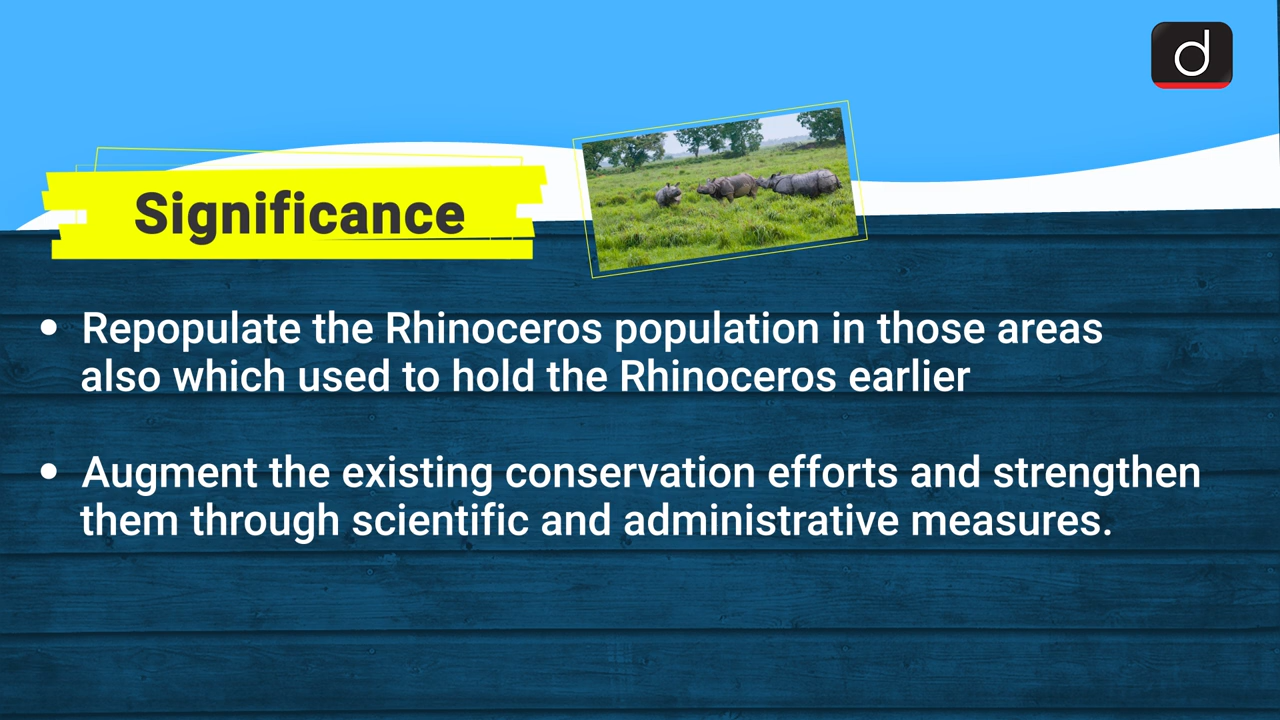 d
Significance
• Repopulate the Rhinoceros population in those areas
also which used to hold the Rhinoceros earlier
• Augment the existing conservation efforts and strengthen
them through scientific and administrative measures.